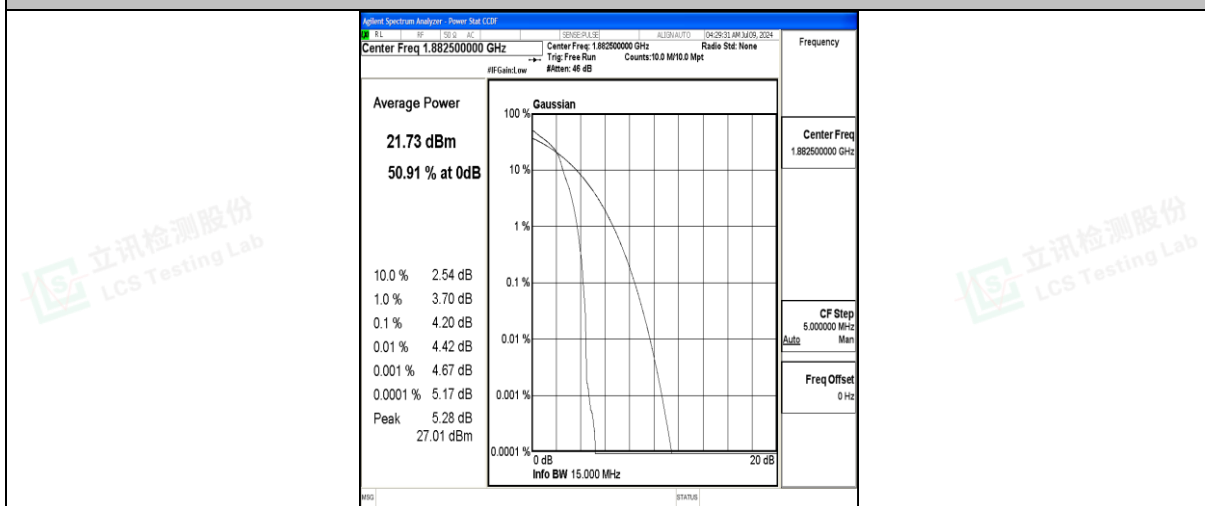 Agilent Spectrum Analyzer - Power Stat CCDF
RL RF 50 Ω AC SENSE:PULSE ALIGN AUTO 04:29:31 AM Jul 09, 2024
Center Freq 1.882500000 GHz
Center Freq: 1.882500000 GHz Radio Std: None
Trig: Free Run Counts:10.0 M/10.0 Mpt
#IFGain:Low #Atten: 46 dB
Frequency
Center Freq
1.882500000 GHz
CF Step
5.000000 MHz
Auto Man
Freq Offset
0 Hz
Average Power
21.73 dBm
50.91 % at 0dB
10.0 % 2.54 dB
1.0 % 3.70 dB
0.1 % 4.20 dB
0.01 % 4.42 dB
0.001 % 4.67 dB
0.0001 % 5.17 dB
Peak 5.28 dB
27.01 dBm
Gaussian
100 %
10 %
1 %
0.1 %
0.01 %
0.001 %
0.0001 %
0 dB 20 dB
Info BW 15.000 MHz
MSG STATUS
立讯检测股份
LCS Testing Lab
立讯检测股份
LCS Testing Lab